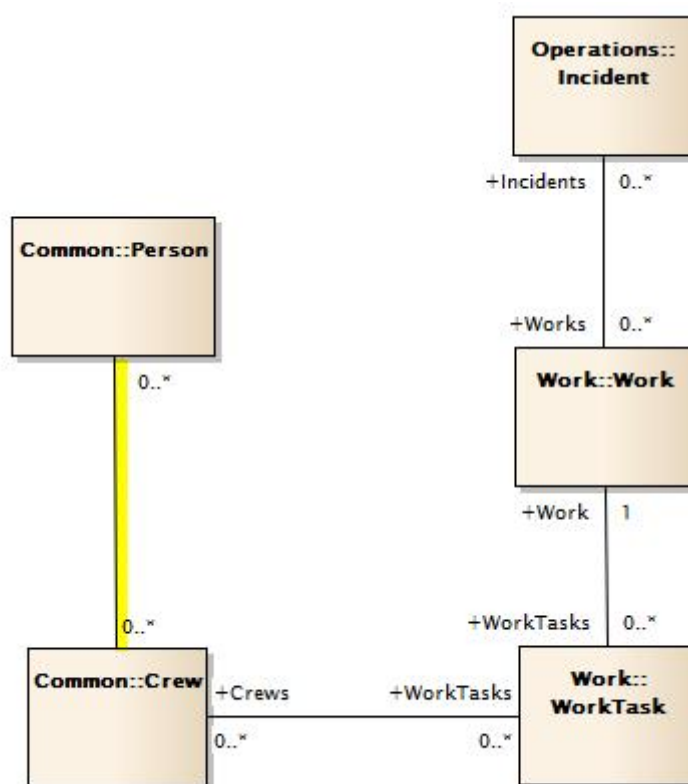 Operations::
Incident
+Incidents 0..*
Common::Person
+Works 0..*
0..*
Work::Work
+Work 1
0..*
+WorkTasks 0..*
Common::Crew
+Crews +WorkTasks
Work::
WorkTask
0..* 0..*